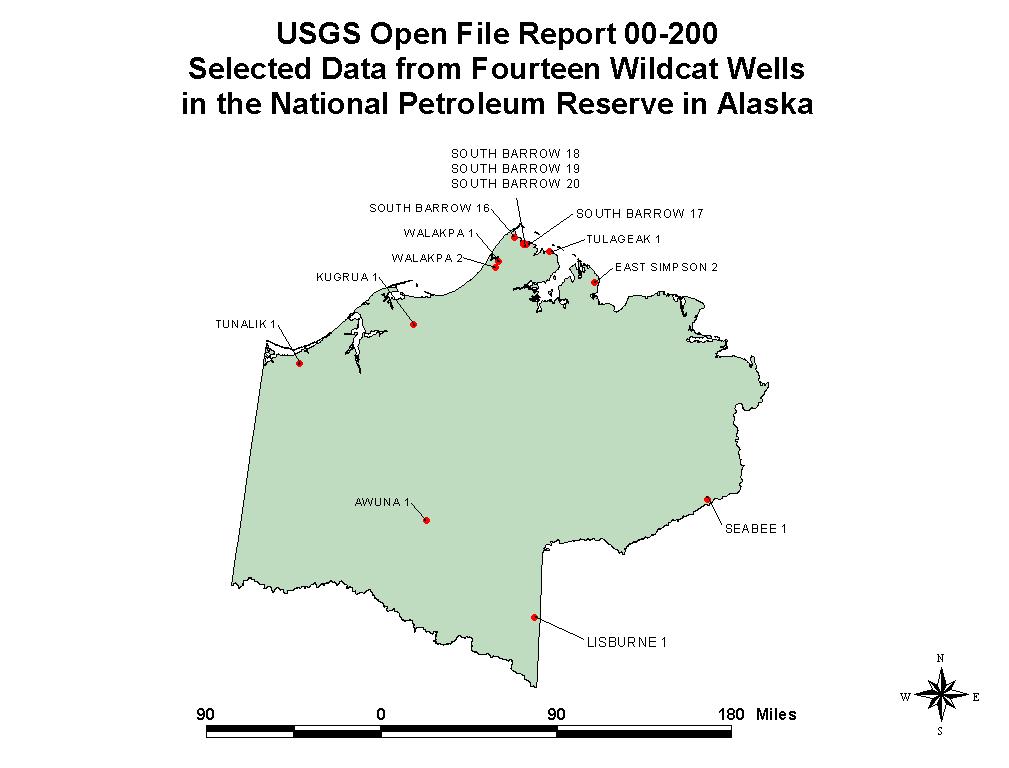 USGS Open File Report 00-200
Selected Data from Fourteen Wildcat Wells
in the National Petroleum Reserve in Alaska
SOUTH BARROW 18
SOUTH BARROW 19
SOUTH BARROW 20
SOUTH BARROW 16
SOUTH BARROW 17
WALAKPA 1
TULAGEAK 1
WALAKPA 2
EAST SIMPSON 2
KUGRUA 1
TUNALIK 1
AWUNA 1
SEABEE 1
LISBURNE 1
N
W E
S
90 0 90 180 Miles